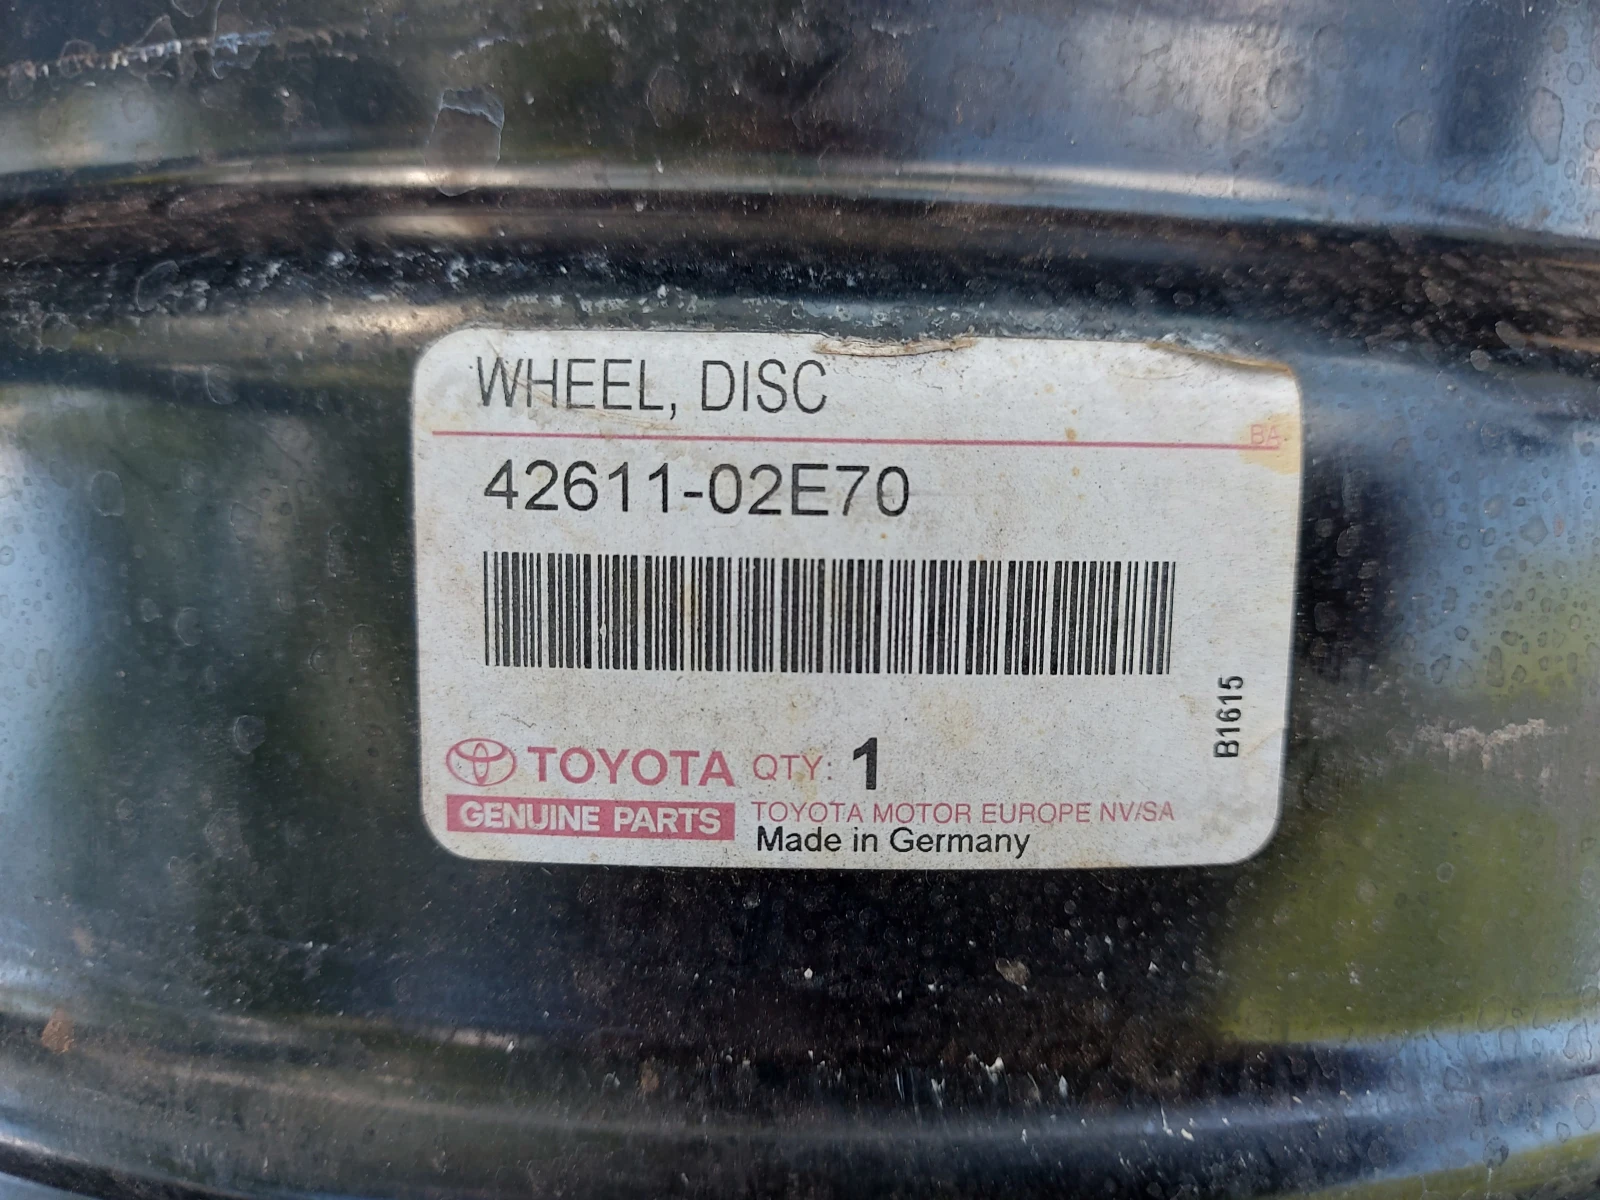 WHEEL, DISC
BA
42611-02E70
B1615
TOYOTA QTY: 1
GENUINE PARTS TOYOTA MOTOR EUROPE NV/SA
Made in Germany